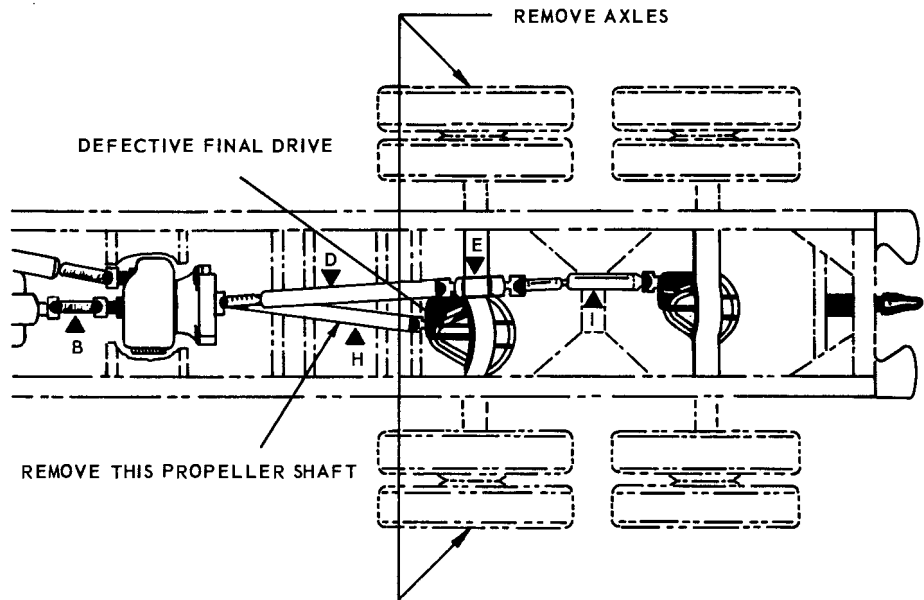 REMOVE AXLES
DEFECTIVE FINAL DRIVE
D
E
B
H
I
REMOVE THIS PROPELLER SHAFT